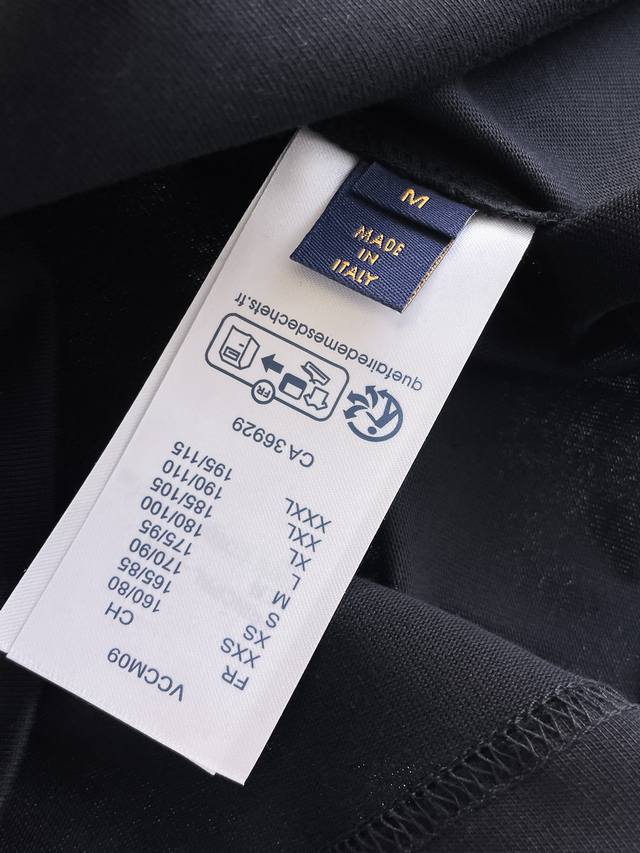 M
MADE
IN
ITALY
VCCM09
FR CH
XXS 160/80
XS 165/85
S 170/90
M 175/95
L 180/100
XL 185/105
XXL 190/110
XXXL 195/115
CA 36929
FR
quefairedemesdechets.fr